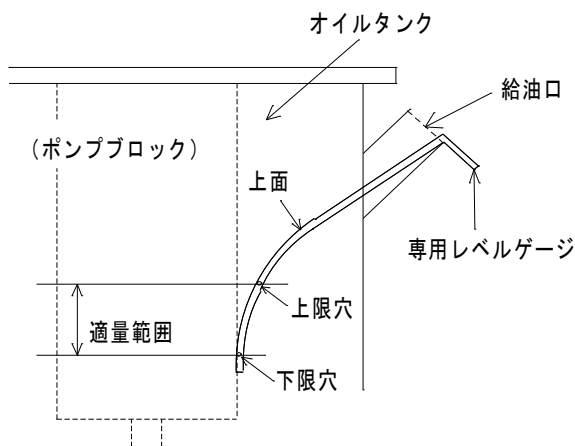 オイルタンク
給油口
(ポンプブロック)
上面
専用レベルゲージ
上限穴
適量範囲
下限穴